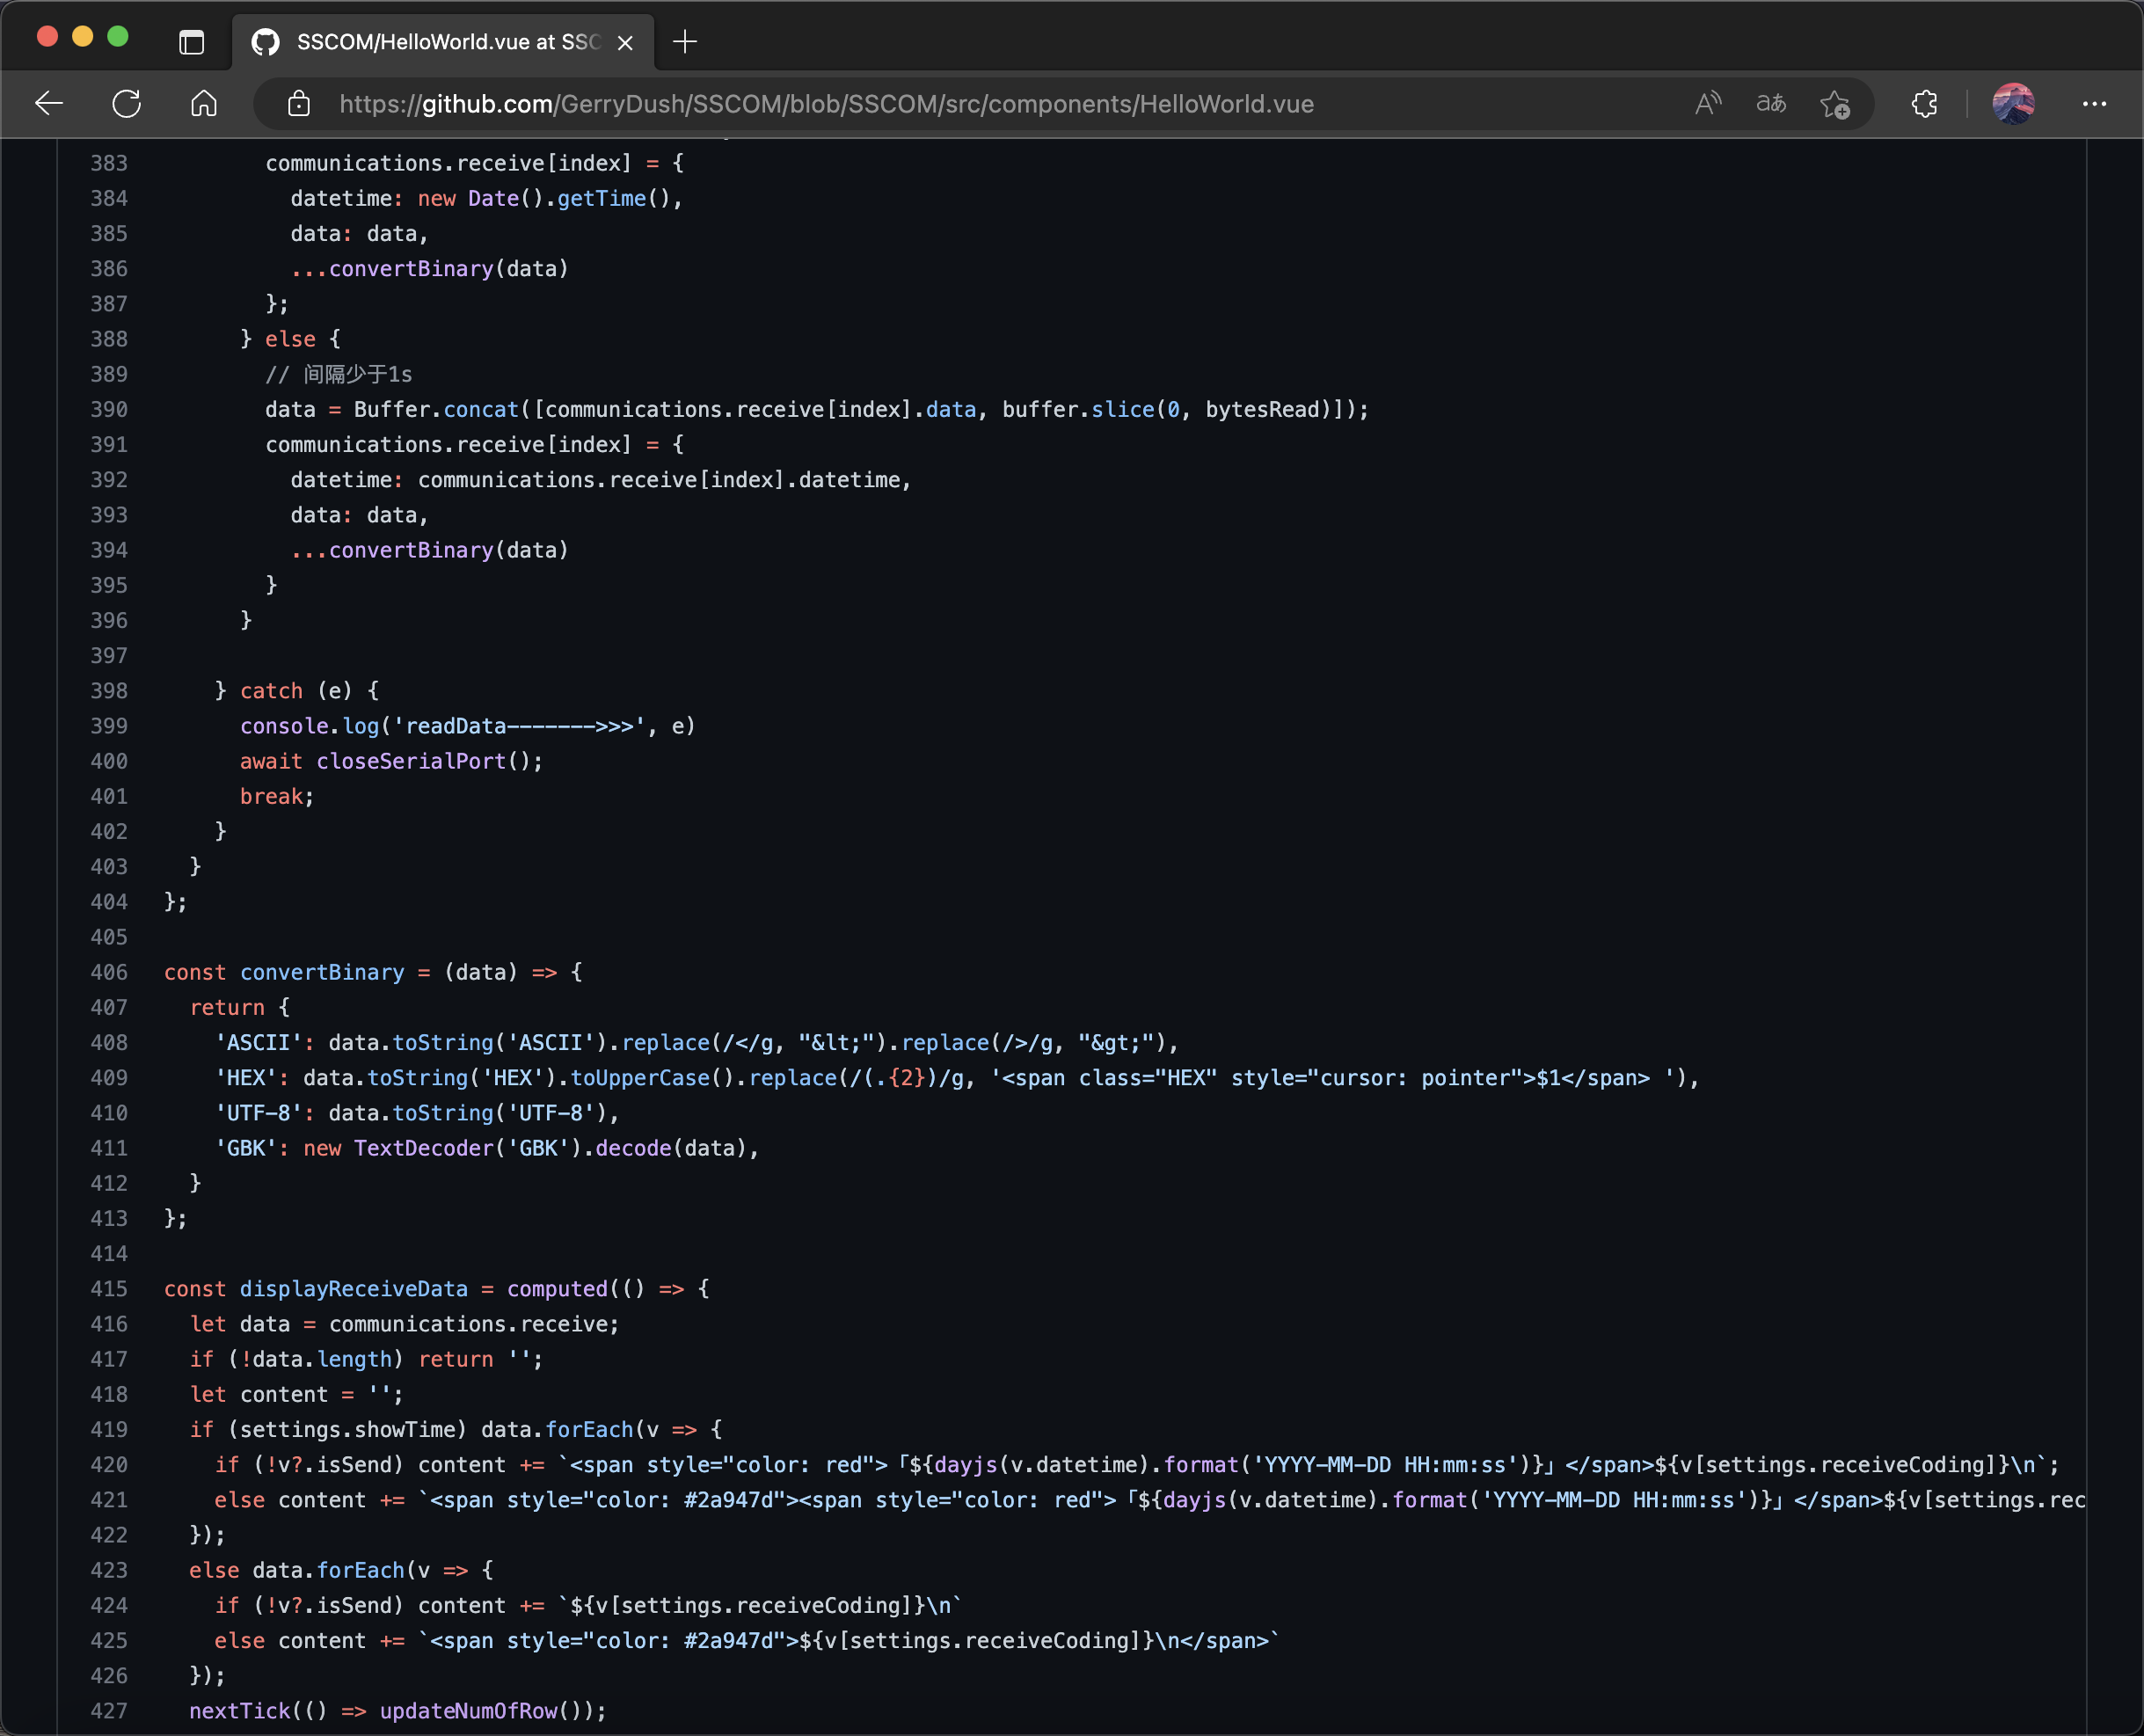 SSCOM/HelloWorld.vue at SSC
https://github.com/GerryDush/SSCOM/blob/SSCOM/src/components/HelloWorld.vue
383 communications.receive[index] = {
384 datetime: new Date().getTime(),
385 data: data,
386 ...convertBinary(data)
387 };
388 } else {
389 // 间隔少于1s
390 data = Buffer.concat([communications.receive[index].data, buffer.slice(0, bytesRead)]);
391 communications.receive[index] = {
392 datetime: communications.receive[index].datetime,
393 data: data,
394 ...convertBinary(data)
395 }
396 }
397
398 } catch (e) {
399 console.log('readData------->>>', e)
400 await closeSerialPort();
401 break;
402 }
403 }
404 };
405
406 const convertBinary = (data) => {
407 return {
408 'ASCII': data.toString('ASCII').replace(/</g, "&lt;").replace(/>/g, "&gt;"),
409 'HEX': data.toString('HEX').toUpperCase().replace(/(.{2})/g, '<span class="HEX" style="cursor: pointer">$1</span> '),
410 'UTF-8': data.toString('UTF-8'),
411 'GBK': new TextDecoder('GBK').decode(data),
412 }
413 };
414
415 const displayReceiveData = computed(() => {
416 let data = communications.receive;
417 if (!data.length) return '';
418 let content = '';
419 if (settings.showTime) data.forEach(v => {
420 if (!v?.isSend) content += `<span style="color: red">「${dayjs(v.datetime).format('YYYY-MM-DD HH:mm:ss')}」</span>${v[settings.receiveCoding]}\n`;
421 else content += `<span style="color: #2a947d"><span style="color: red">「${dayjs(v.datetime).format('YYYY-MM-DD HH:mm:ss')}」</span>${v[settings.rec
422 });
423 else data.forEach(v => {
424 if (!v?.isSend) content += `${v[settings.receiveCoding]}\n`
425 else content += `<span style="color: #2a947d">${v[settings.receiveCoding]}\n</span>`
426 });
427 nextTick(() => updateNumOfRow());